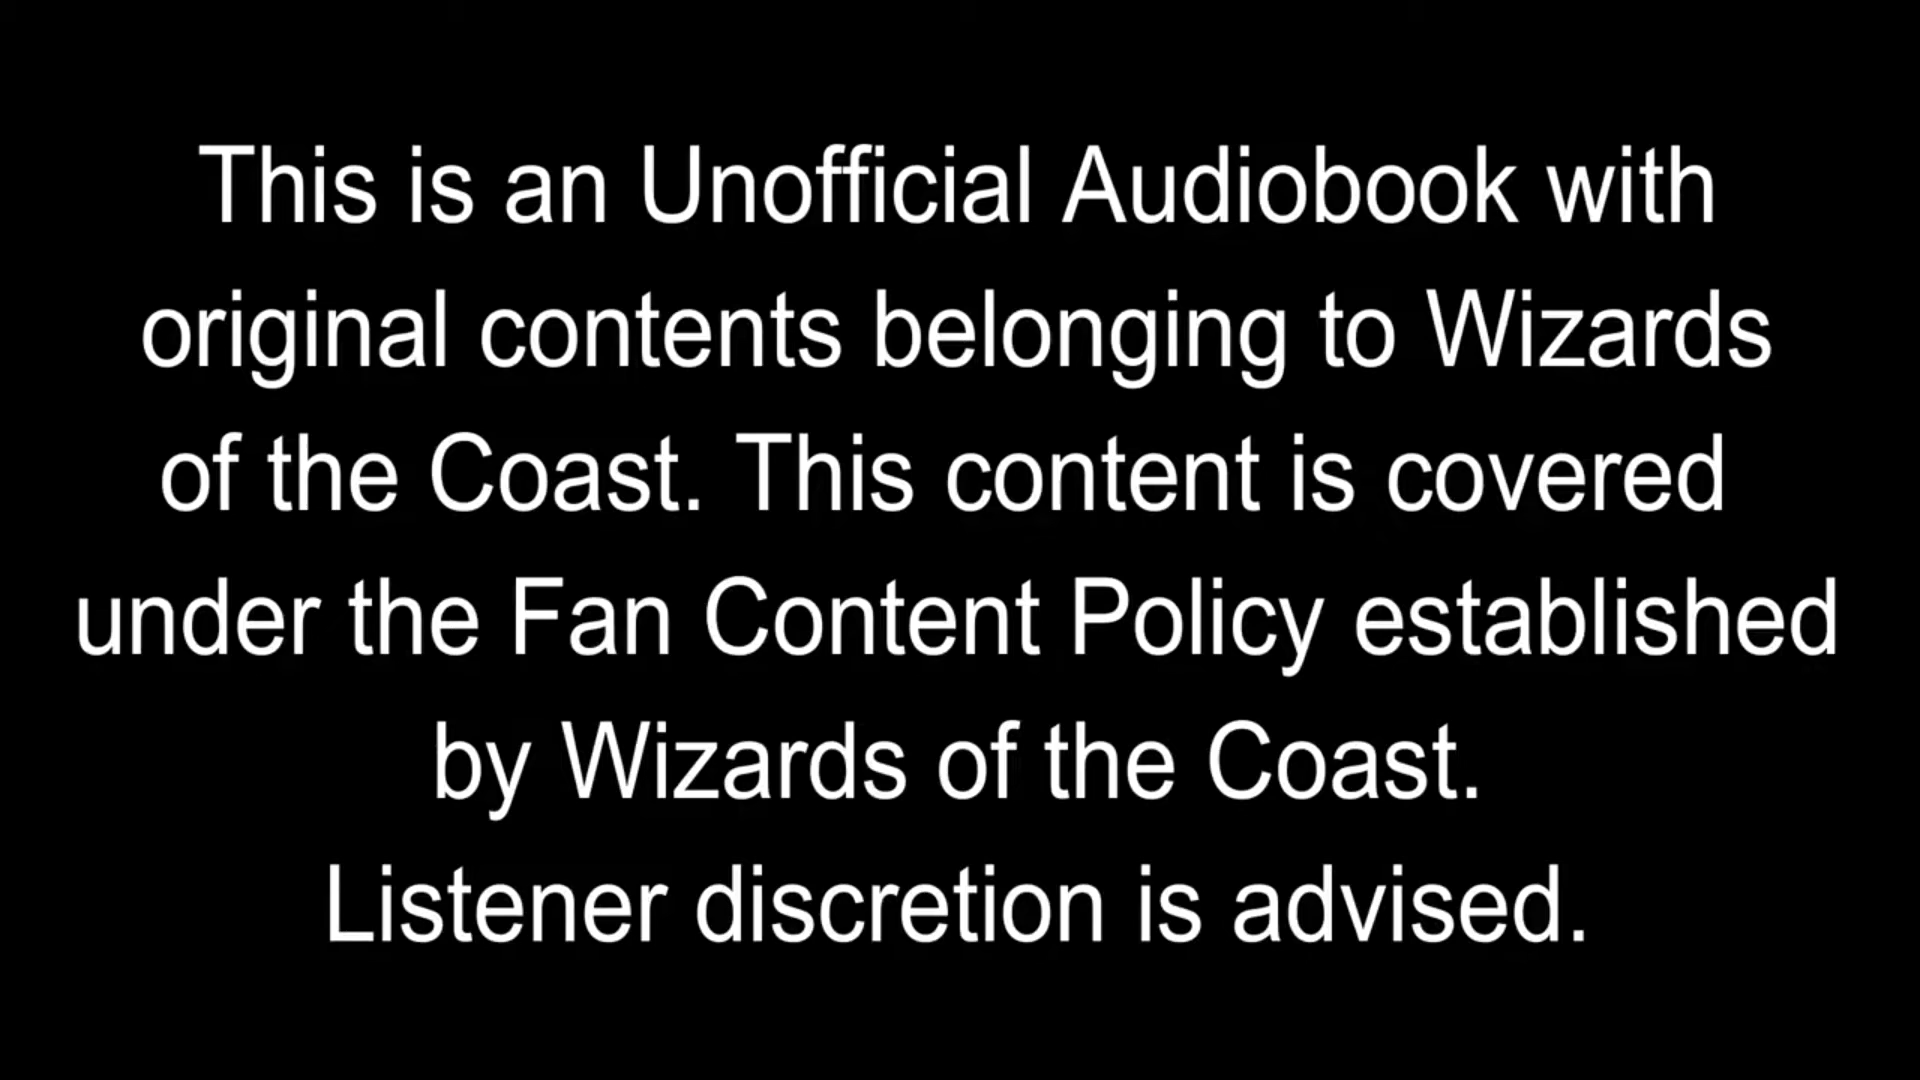 This is an Unofficial Audiobook with
original contents belonging to Wizards
of the Coast. This content is covered
under the Fan Content Policy established
by Wizards of the Coast.
Listener discretion is advised.